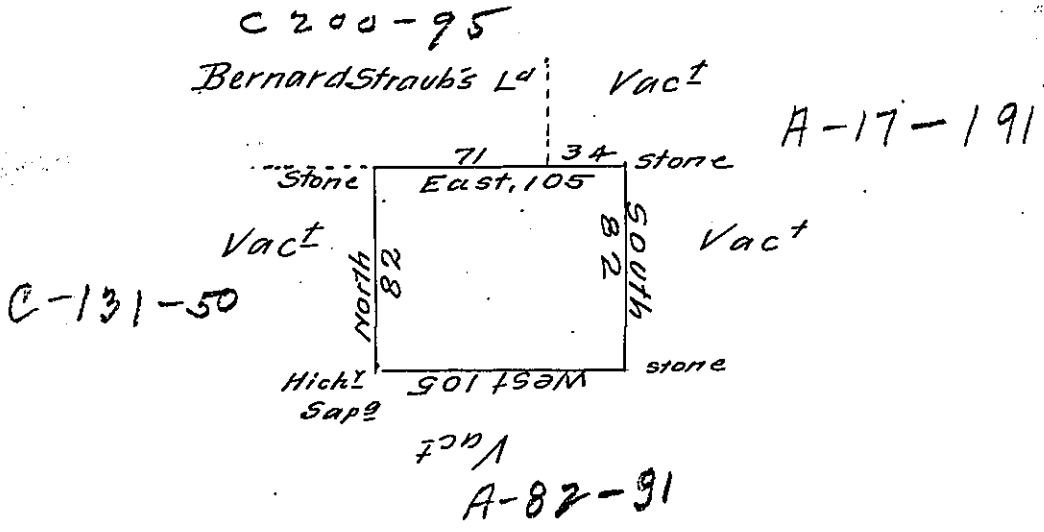 C 200-95
Bernard Straub's Ld Vact
A-17-191
71 34 Stone
Stone East, 105
Vact North 82 South 82 Vact
C-131-50
Hichy West 105 stone
Sapg
Vact
A-82-91